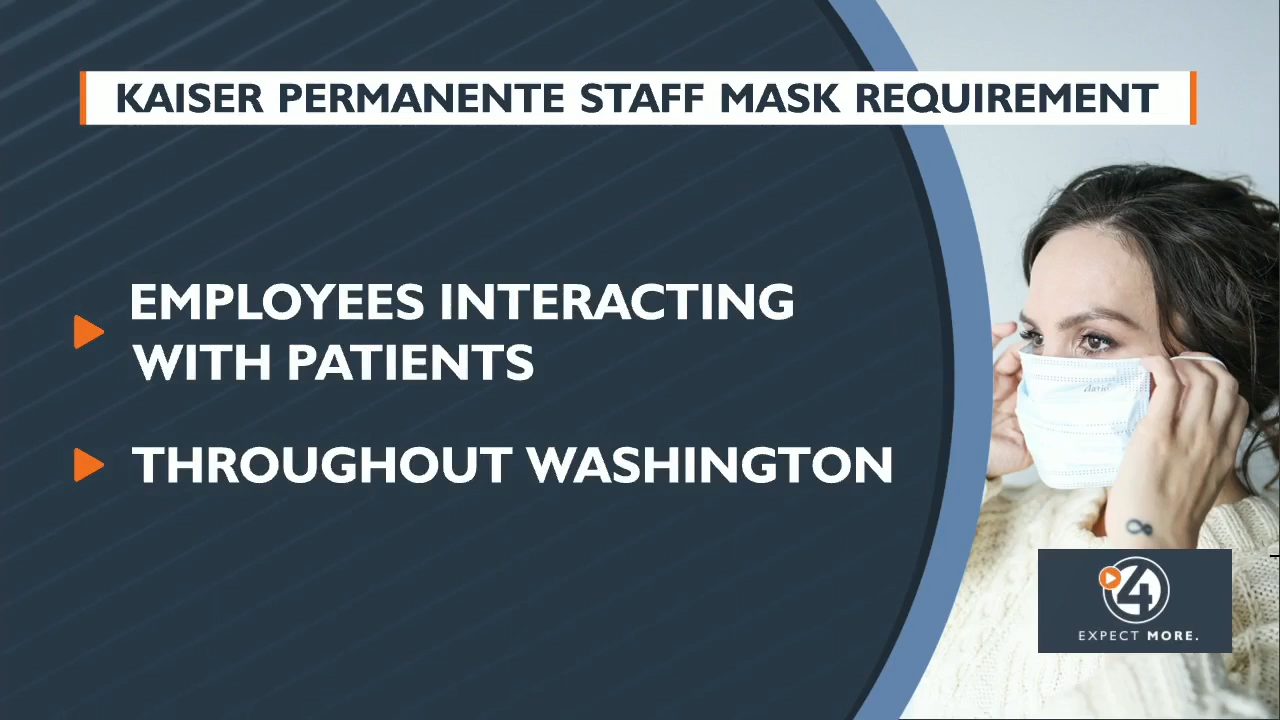 KAISER PERMANENTE STAFF MASK REQUIREMENT
EMPLOYEES INTERACTING
WITH PATIENTS
THROUGHOUT WASHINGTON
4
EXPECT MORE.